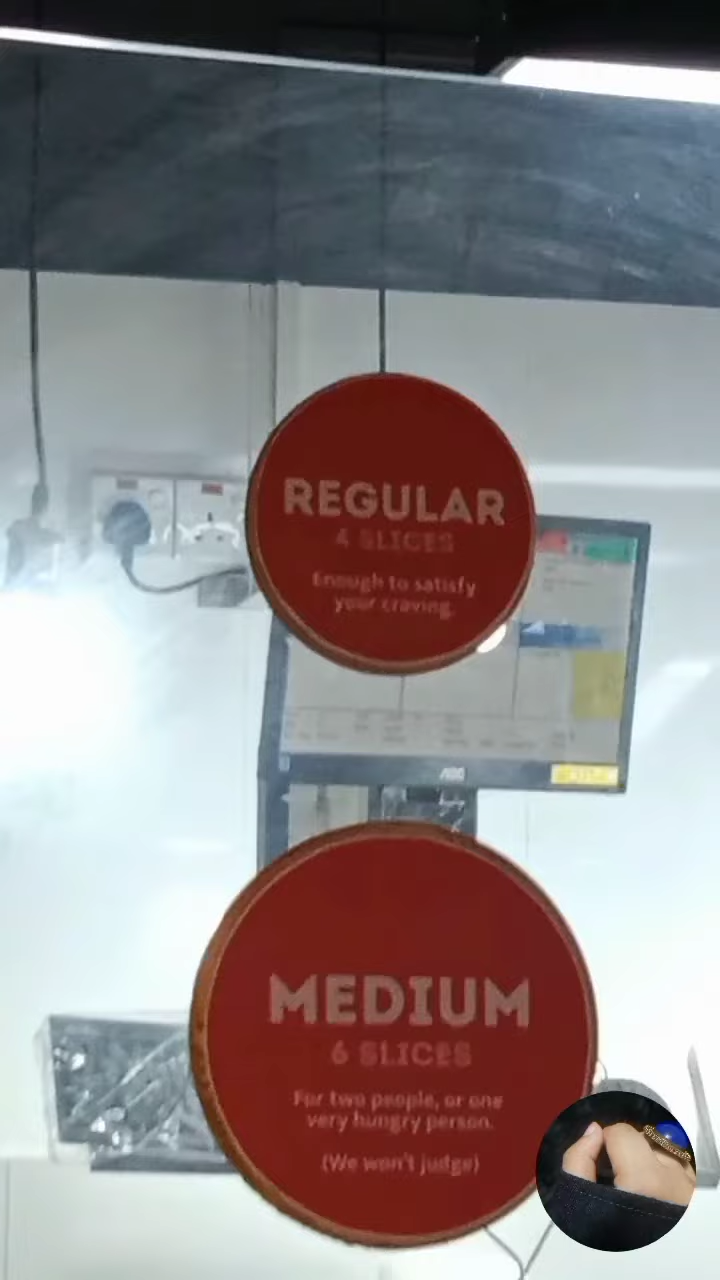 REGULAR
4 SLICES
Enough to satisfy
your craving.
AOC
MEDIUM
6 SLICES
For two people, or one
very hungry person.
(We won't judge)